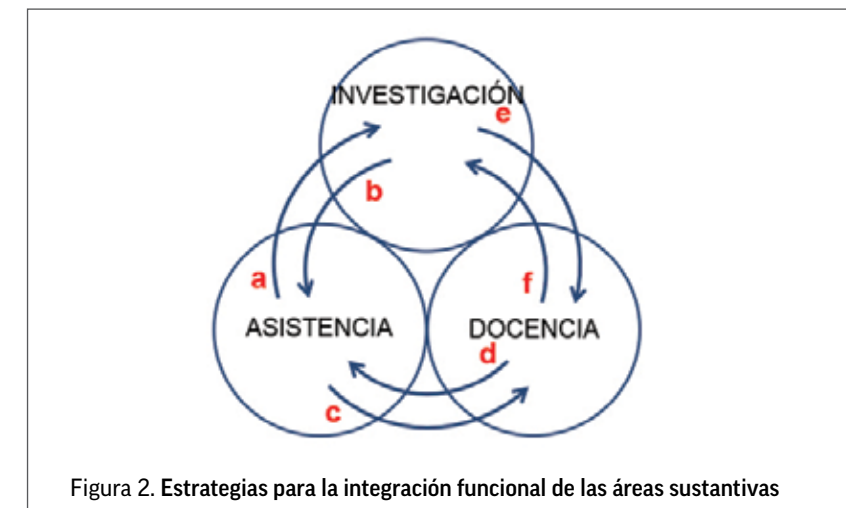 INVESTIGACIÓN
e
b
a
f
ASISTENCIA
DOCENCIA
d
c
Figura 2. Estrategias para la integración funcional de las áreas sustantivas